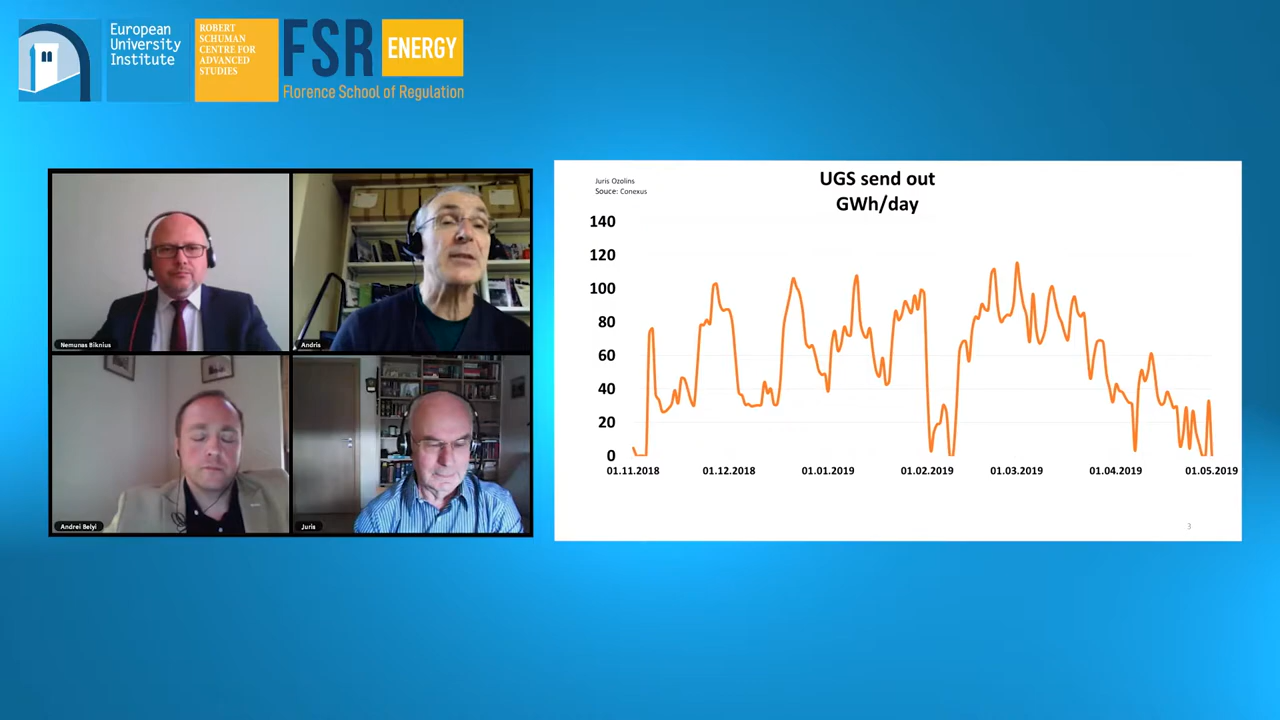 European
University
Institute
ROBERT
SCHUMAN
CENTRE FOR
ADVANCED
STUDIES
FSR
ENERGY
Florence School of Regulation
Nemunas Biknius
Andris
Andrei Belyi
Juris
Juris Ozolins
Souce: Conexus
UGS send out
GWh/day
140
120
100
80
60
40
20
0
01.11.2018
01.12.2018
01.01.2019
01.02.2019
01.03.2019
01.04.2019
01.05.2019
3